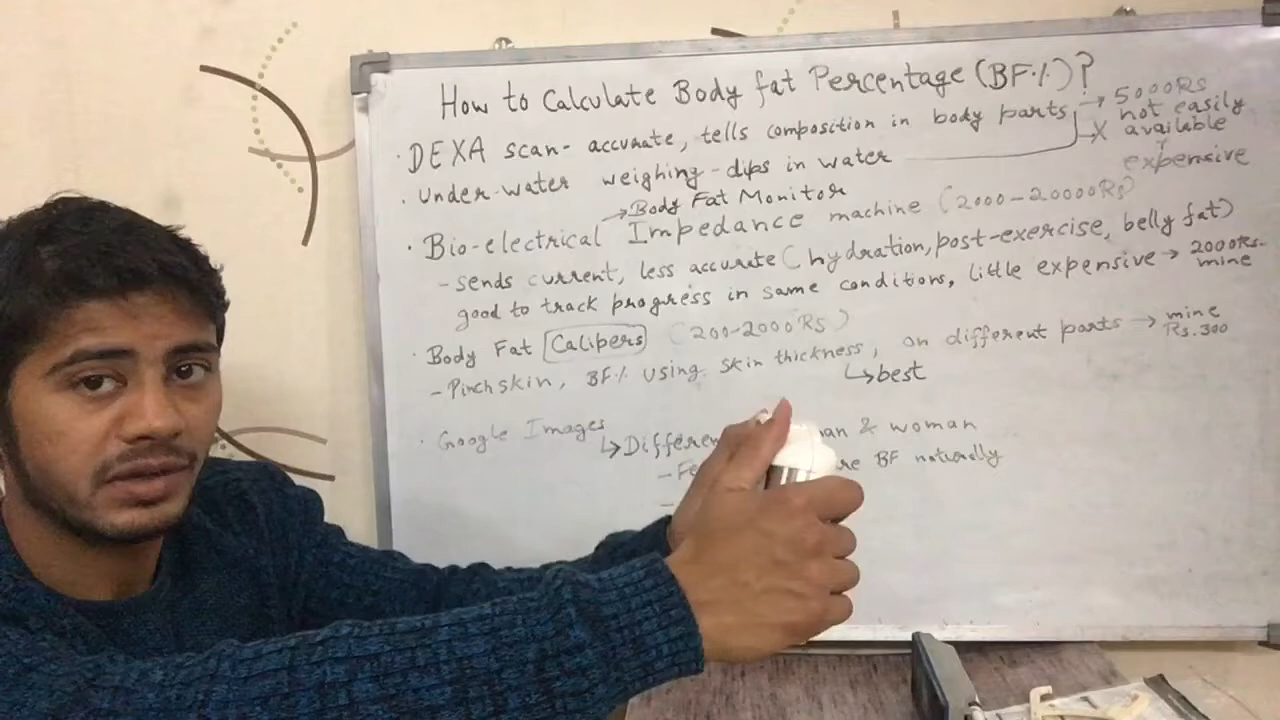 How to Calculate Body fat Percentage (BF·/.)?
· DEXA scan - accurate, tells composition in body parts → 5000Rs
X not easily available
expensive
· Under-water weighing - dips in water
→ Body Fat Monitor
· Bio-electrical Impedance machine (2000-20000Rs)
- sends current, less accurate (hydration, post-exercise, belly fat)
good to track progress in same conditions, little expensive → 2000Rs. mine
· Body Fat Calipers (200-2000Rs)
- Pinch skin, BF·/. using skin thickness, on different parts → mine Rs.300
↳ best
· Google Images
↳ & woman
BF naturally